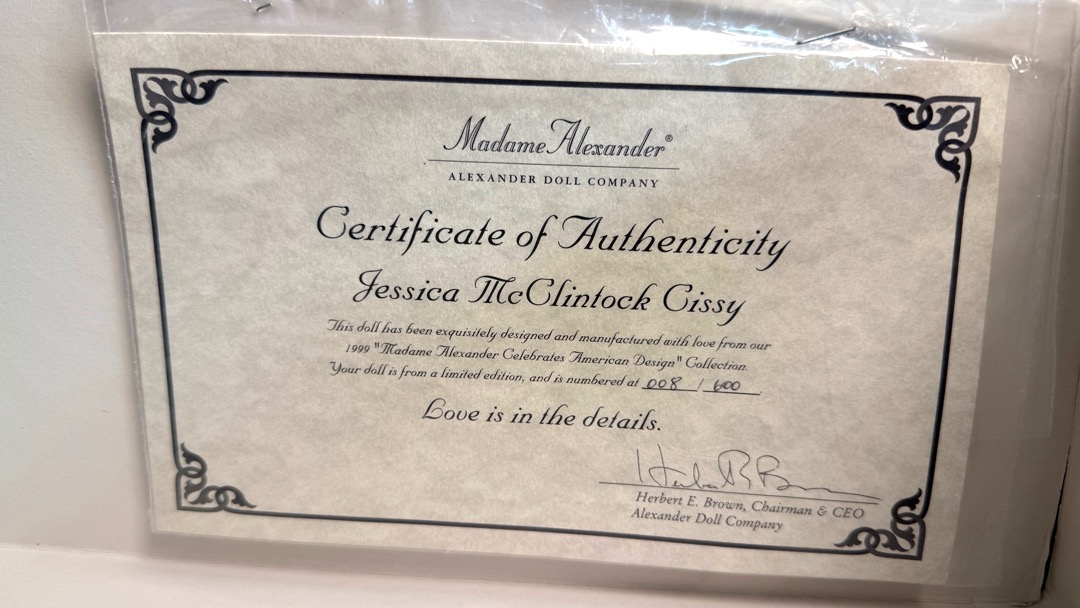 Madame Alexander®
ALEXANDER DOLL COMPANY
Certificate of Authenticity
Jessica McClintock Cissy
This doll has been exquisitely designed and manufactured with love from our
1999 "Madame Alexander Celebrates American Design" Collection.
Your doll is from a limited edition, and is numbered at 008 / 600
Love is in the details.
Herbert E. Brown, Chairman & CEO
Alexander Doll Company